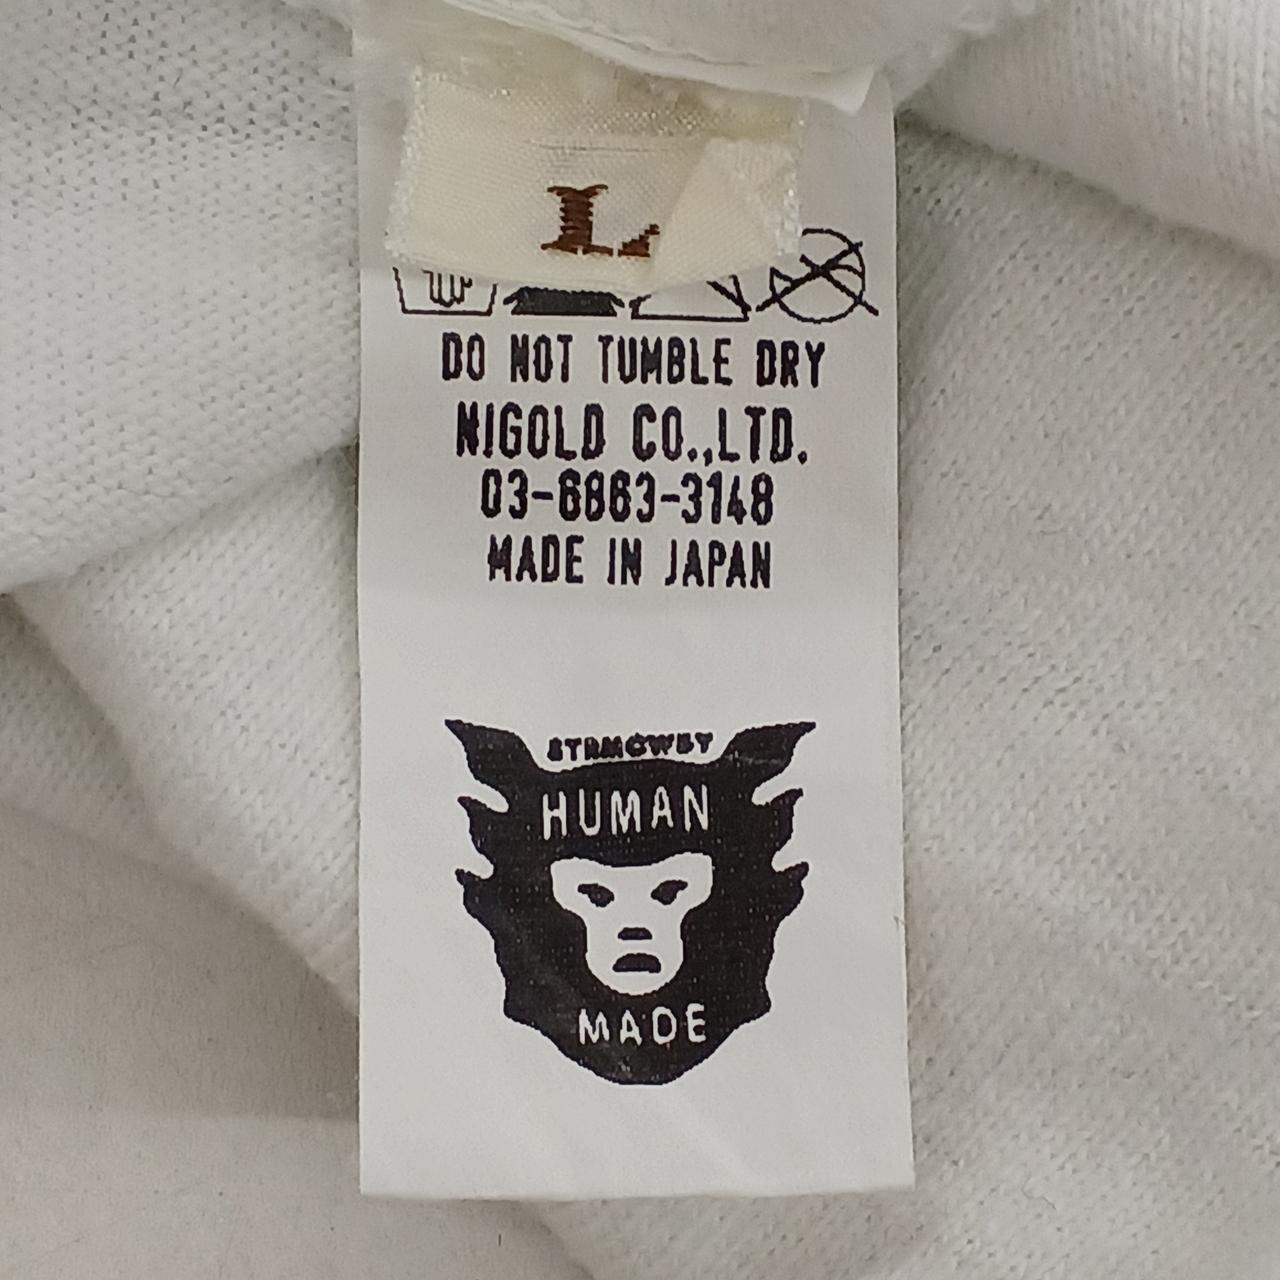 L
DO NOT TUMBLE DRY
NIGOLD CO.,LTD.
03-6863-3148
MADE IN JAPAN
STRMCWBY
HUMAN
MADE